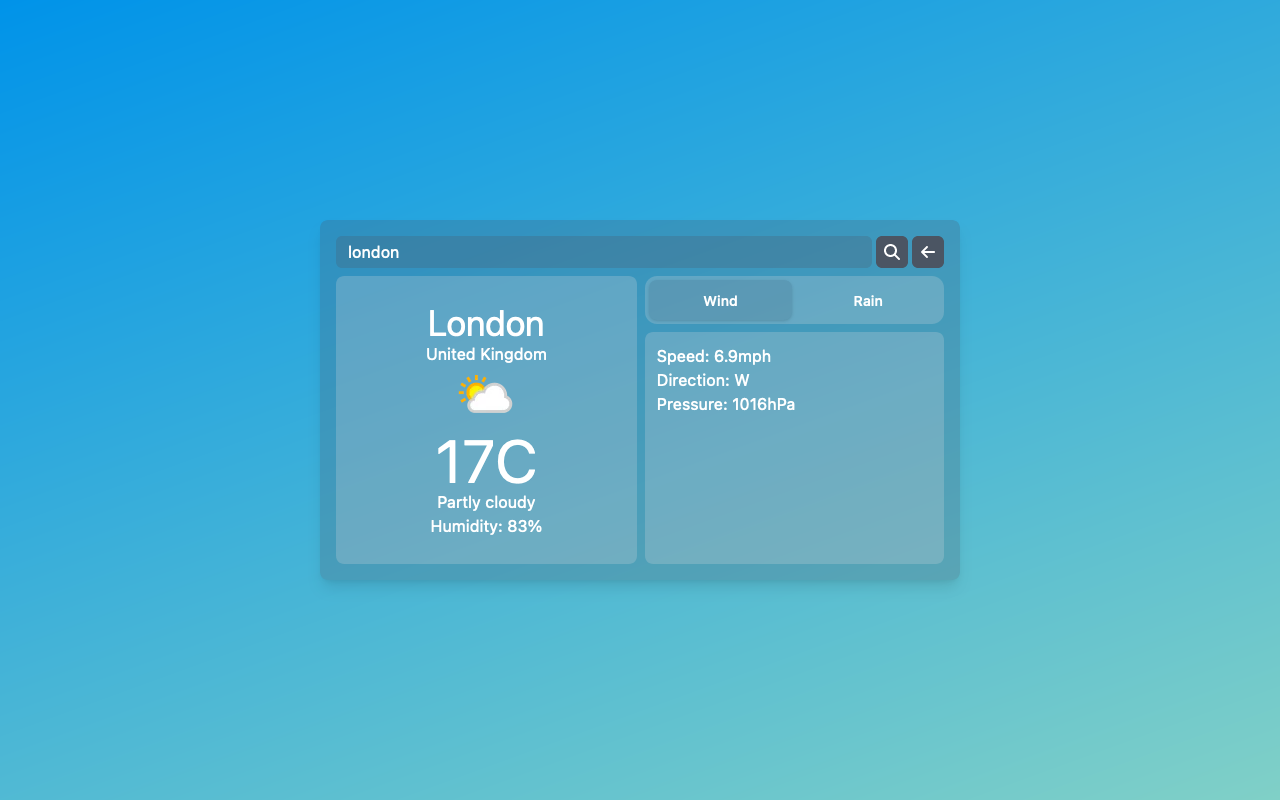 london
London
United Kingdom
17C
Partly cloudy
Humidity: 83%
Wind
Rain
Speed: 6.9mph
Direction: W
Pressure: 1016hPa